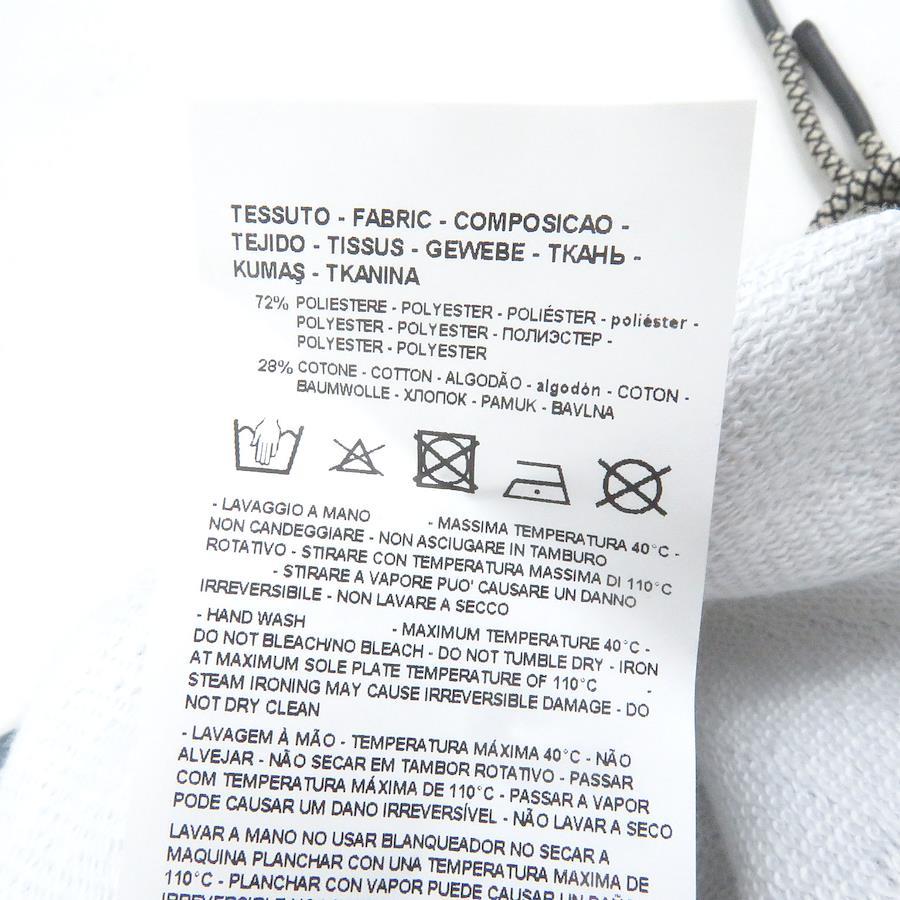 TESSUTO - FABRIC - COMPOSICAO -
TEJIDO - TISSUS - GEWEBE - ТКАНЬ -
KUMAŞ - TKANINA
72% POLIESTERE - POLYESTER - POLIÉSTER - poliéster -
POLYESTER - POLYESTER - ПОЛИЭСТЕР -
POLYESTER - POLYESTER
28% COTONE - COTTON - ALGODÃO - algodón - COTON -
BAUMWOLLE - ХЛОПОК - PAMUK - BAVLNA
- LAVAGGIO A MANO - MASSIMA TEMPERATURA 40°C -
NON CANDEGGIARE - NON ASCIUGARE IN TAMBURO
ROTATIVO - STIRARE CON TEMPERATURA MASSIMA DI 110°C
- STIRARE A VAPORE PUO' CAUSARE UN DANNO
IRREVERSIBILE - NON LAVARE A SECCO
- HAND WASH - MAXIMUM TEMPERATURE 40°C -
DO NOT BLEACH/NO BLEACH - DO NOT TUMBLE DRY - IRON
AT MAXIMUM SOLE PLATE TEMPERATURE OF 110°C -
STEAM IRONING MAY CAUSE IRREVERSIBLE DAMAGE - DO
NOT DRY CLEAN
- LAVAGEM À MÃO - TEMPERATURA MÁXIMA 40°C - NÃO
ALVEJAR - NÃO SECAR EM TAMBOR ROTATIVO - PASSAR
COM TEMPERATURA MÁXIMA DE 110°C - PASSAR A VAPOR
PODE CAUSAR UM DANO IRREVERSÍVEL - NÃO LAVAR A SECO
LAVAR A MANO NO USAR BLANQUEADOR NO SECAR A
MAQUINA PLANCHAR CON UNA TEMPERATURA MAXIMA DE
110°C - PLANCHAR CON VAPOR PUEDE CAUSAR UN